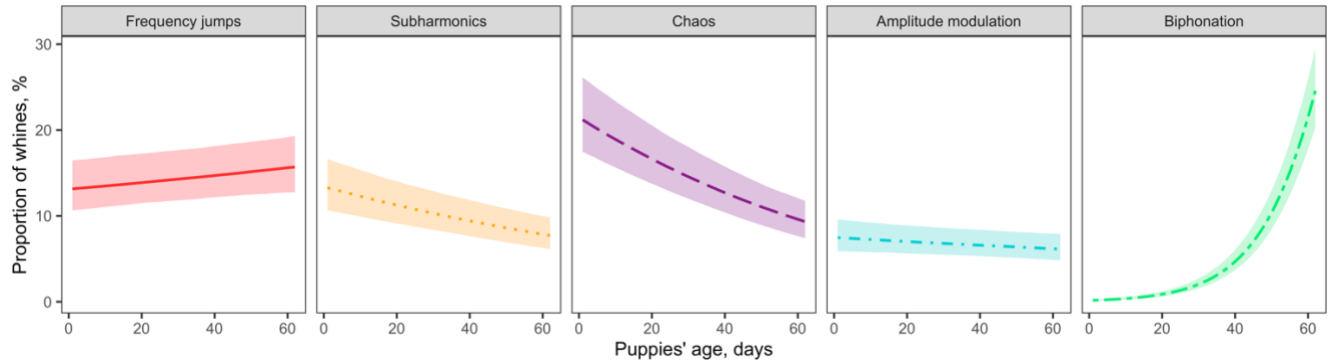 Frequency jumps
Subharmonics
Chaos
Amplitude modulation
Biphonation
Proportion of whines, %
30
20
10
0
0 20 40 60
0 20 40 60
0 20 40 60
0 20 40 60
0 20 40 60
Puppies' age, days